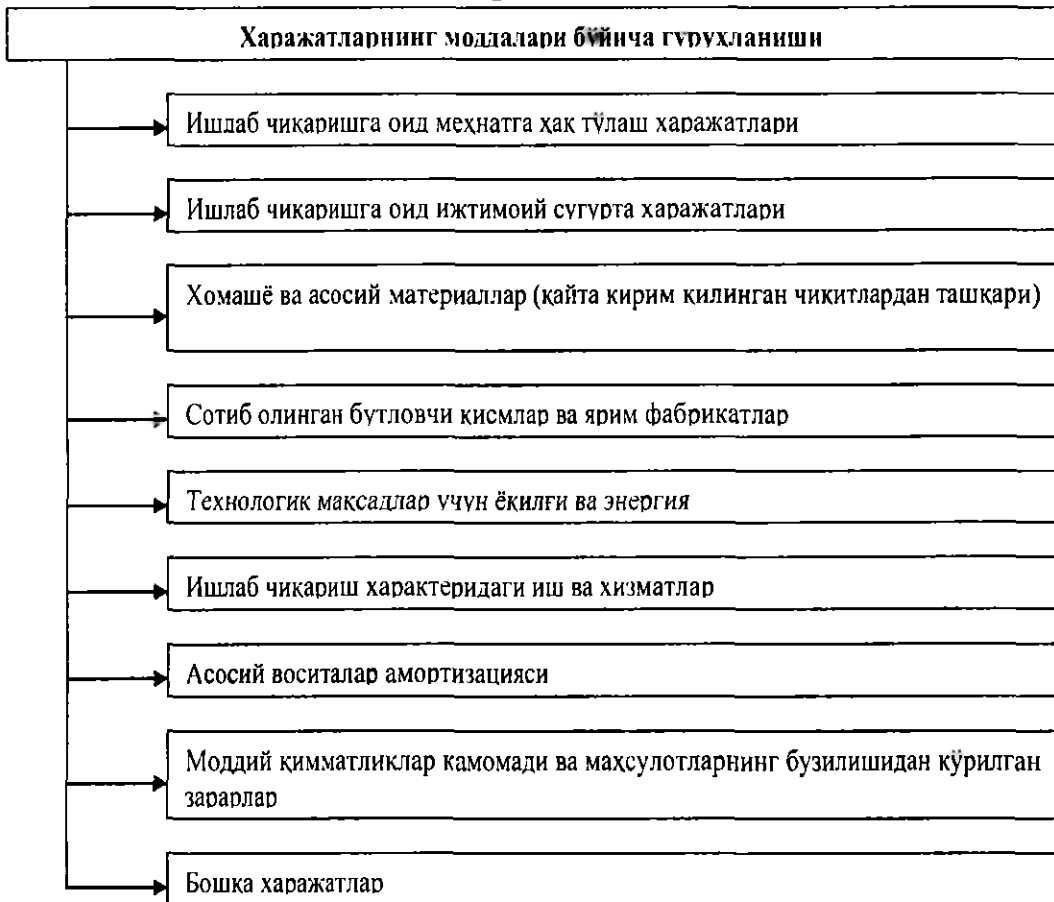 Харажатларнинг моддалари бўйича гуруҳланиши
Ишлаб чиқаришга оид меҳнатга ҳақ тўлаш харажатлари
Ишлаб чиқаришга оид ижтимоий суғурта харажатлари
Хомашё ва асосий материаллар (қайта кирим қилинган чиқитлардан ташқари)
Сотиб олинган бутловчи қисмлар ва ярим фабрикатлар
Технологик мақсадлар учун ёқилғи ва энергия
Ишлаб чиқариш характеридаги иш ва хизматлар
Асосий воситалар амортизацияси
Моддий қимматликлар камомади ва маҳсулотларнинг бузилишидан кўрилган
зарарлар
Бошқа харажатлар